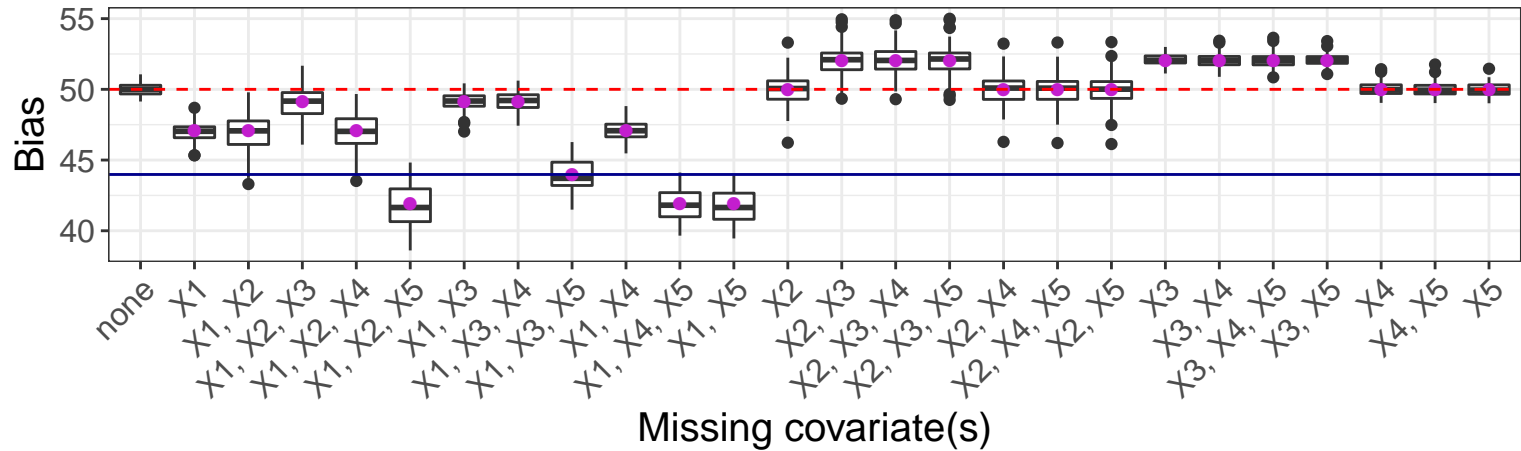 Bias
55
50
45
40
none
X1
X1, X2
X1, X2, X3
X1, X2, X4
X1, X2, X5
X1, X3
X1, X3, X4
X1, X3, X5
X1, X4
X1, X4, X5
X1, X5
X2
X2, X3
X2, X3, X4
X2, X3, X5
X2, X4
X2, X4, X5
X2, X5
X3
X3, X4
X3, X4, X5
X3, X5
X4
X4, X5
X5
Missing covariate(s)